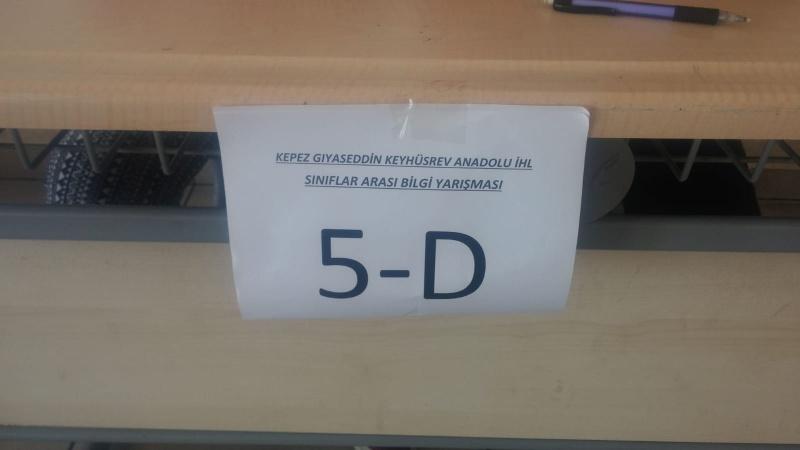 KEPEZ GIYASEDDİN KEYHÜSREV ANADOLU İHL
SINIFLAR ARASI BİLGİ YARIŞMASI
5-D